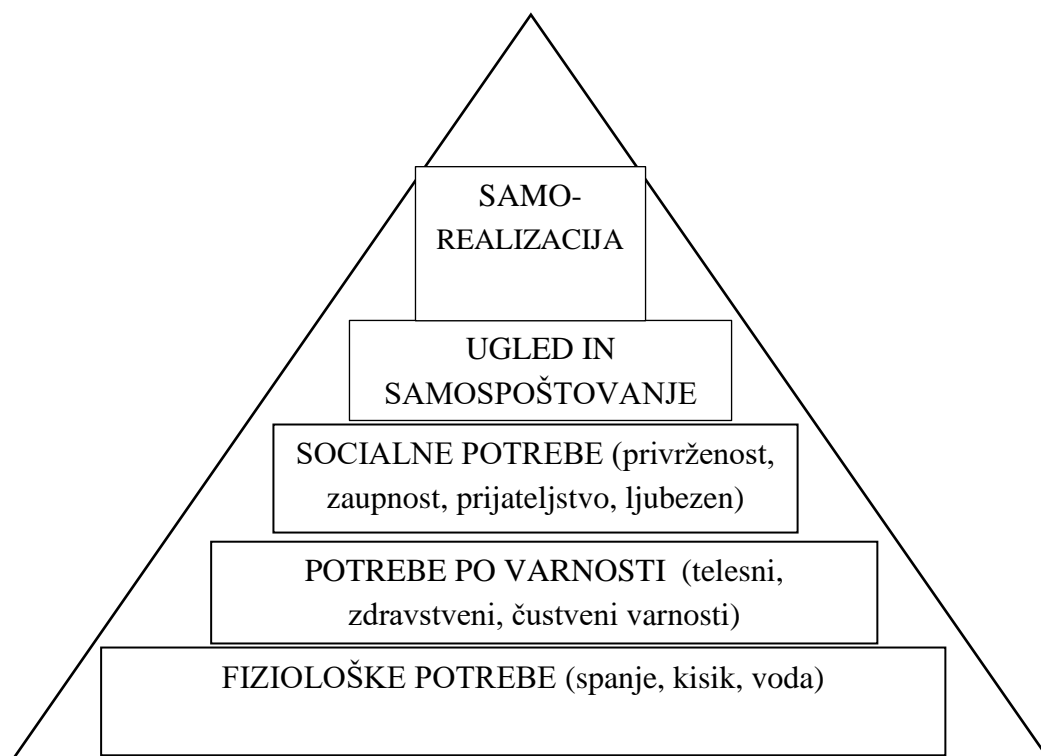 SAMO-
REALIZACIJA
UGLED IN
SAMOSPOŠTOVANJE
SOCIALNE POTREBE (privrženost,
zaupnost, prijateljstvo, ljubezen)
POTREBE PO VARNOSTI (telesni,
zdravstveni, čustveni varnosti)
FIZIOLOŠKE POTREBE (spanje, kisik, voda)